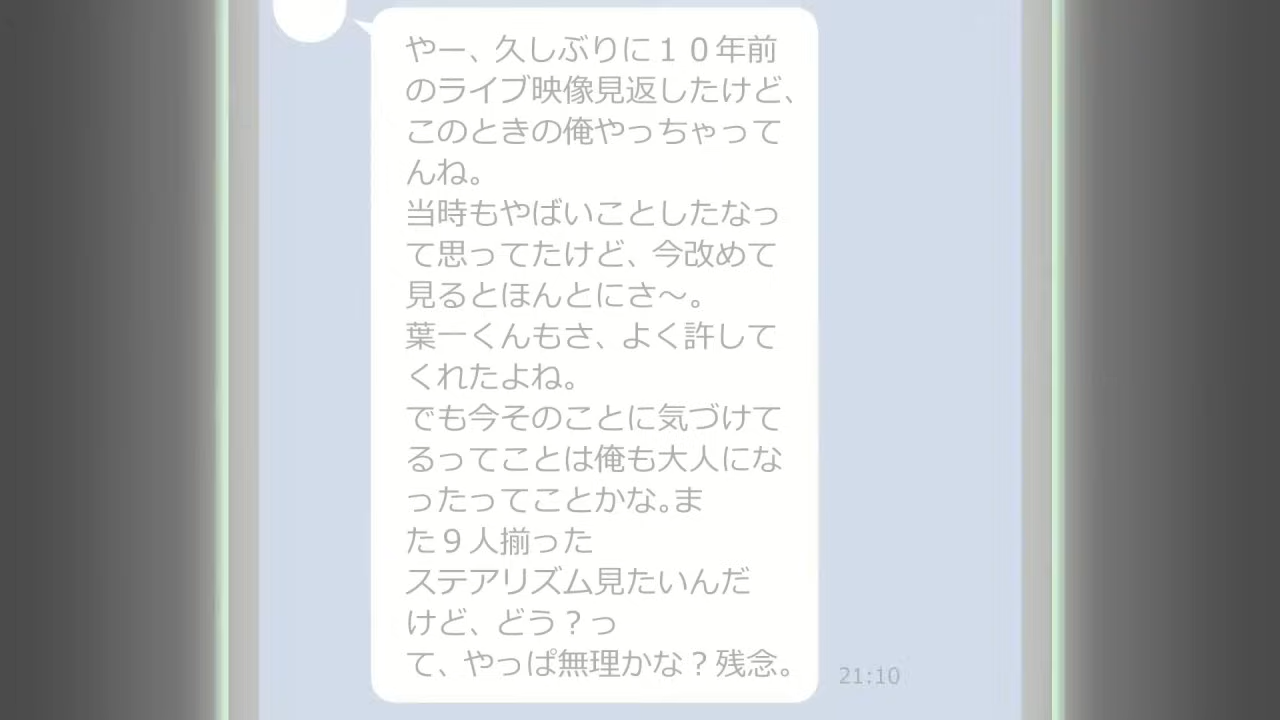 やー、久しぶりに１０年前
のライブ映像見返したけど、
このときの俺やっちゃって
んね。
当時もやばいことしたなっ
て思ってたけど、今改めて
見るとほんとにさ～。
葉一くんもさ、よく許して
くれたよね。
でも今そのことに気づけて
るってことは俺も大人にな
ったってことかな。ま
た９人揃った
ステアリズム見たいんだ
けど、どう？っ
て、やっぱ無理かな？残念。
21:10